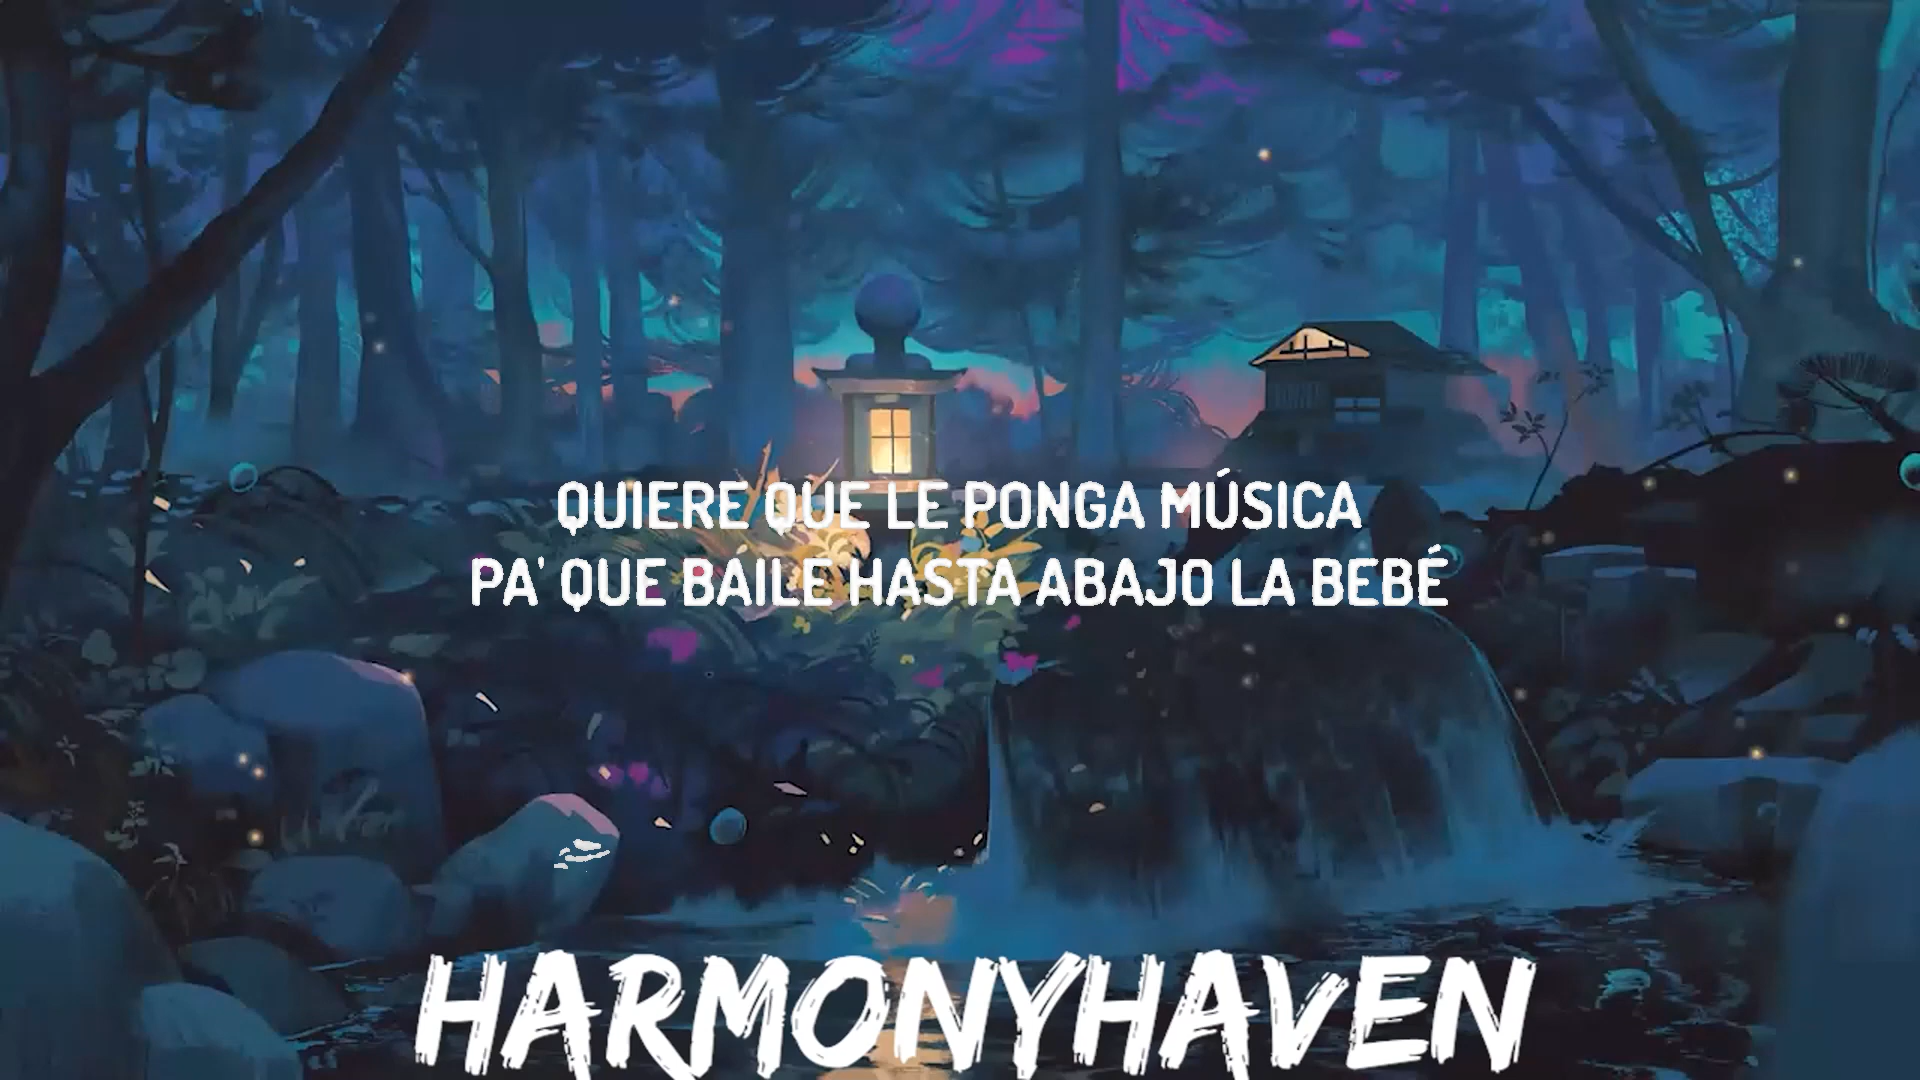 QUIERE QUE LE PONGA MÚSICA
PA' QUE BAILE HASTA ABAJO LA BEBÉ
HARMONYHAVEN